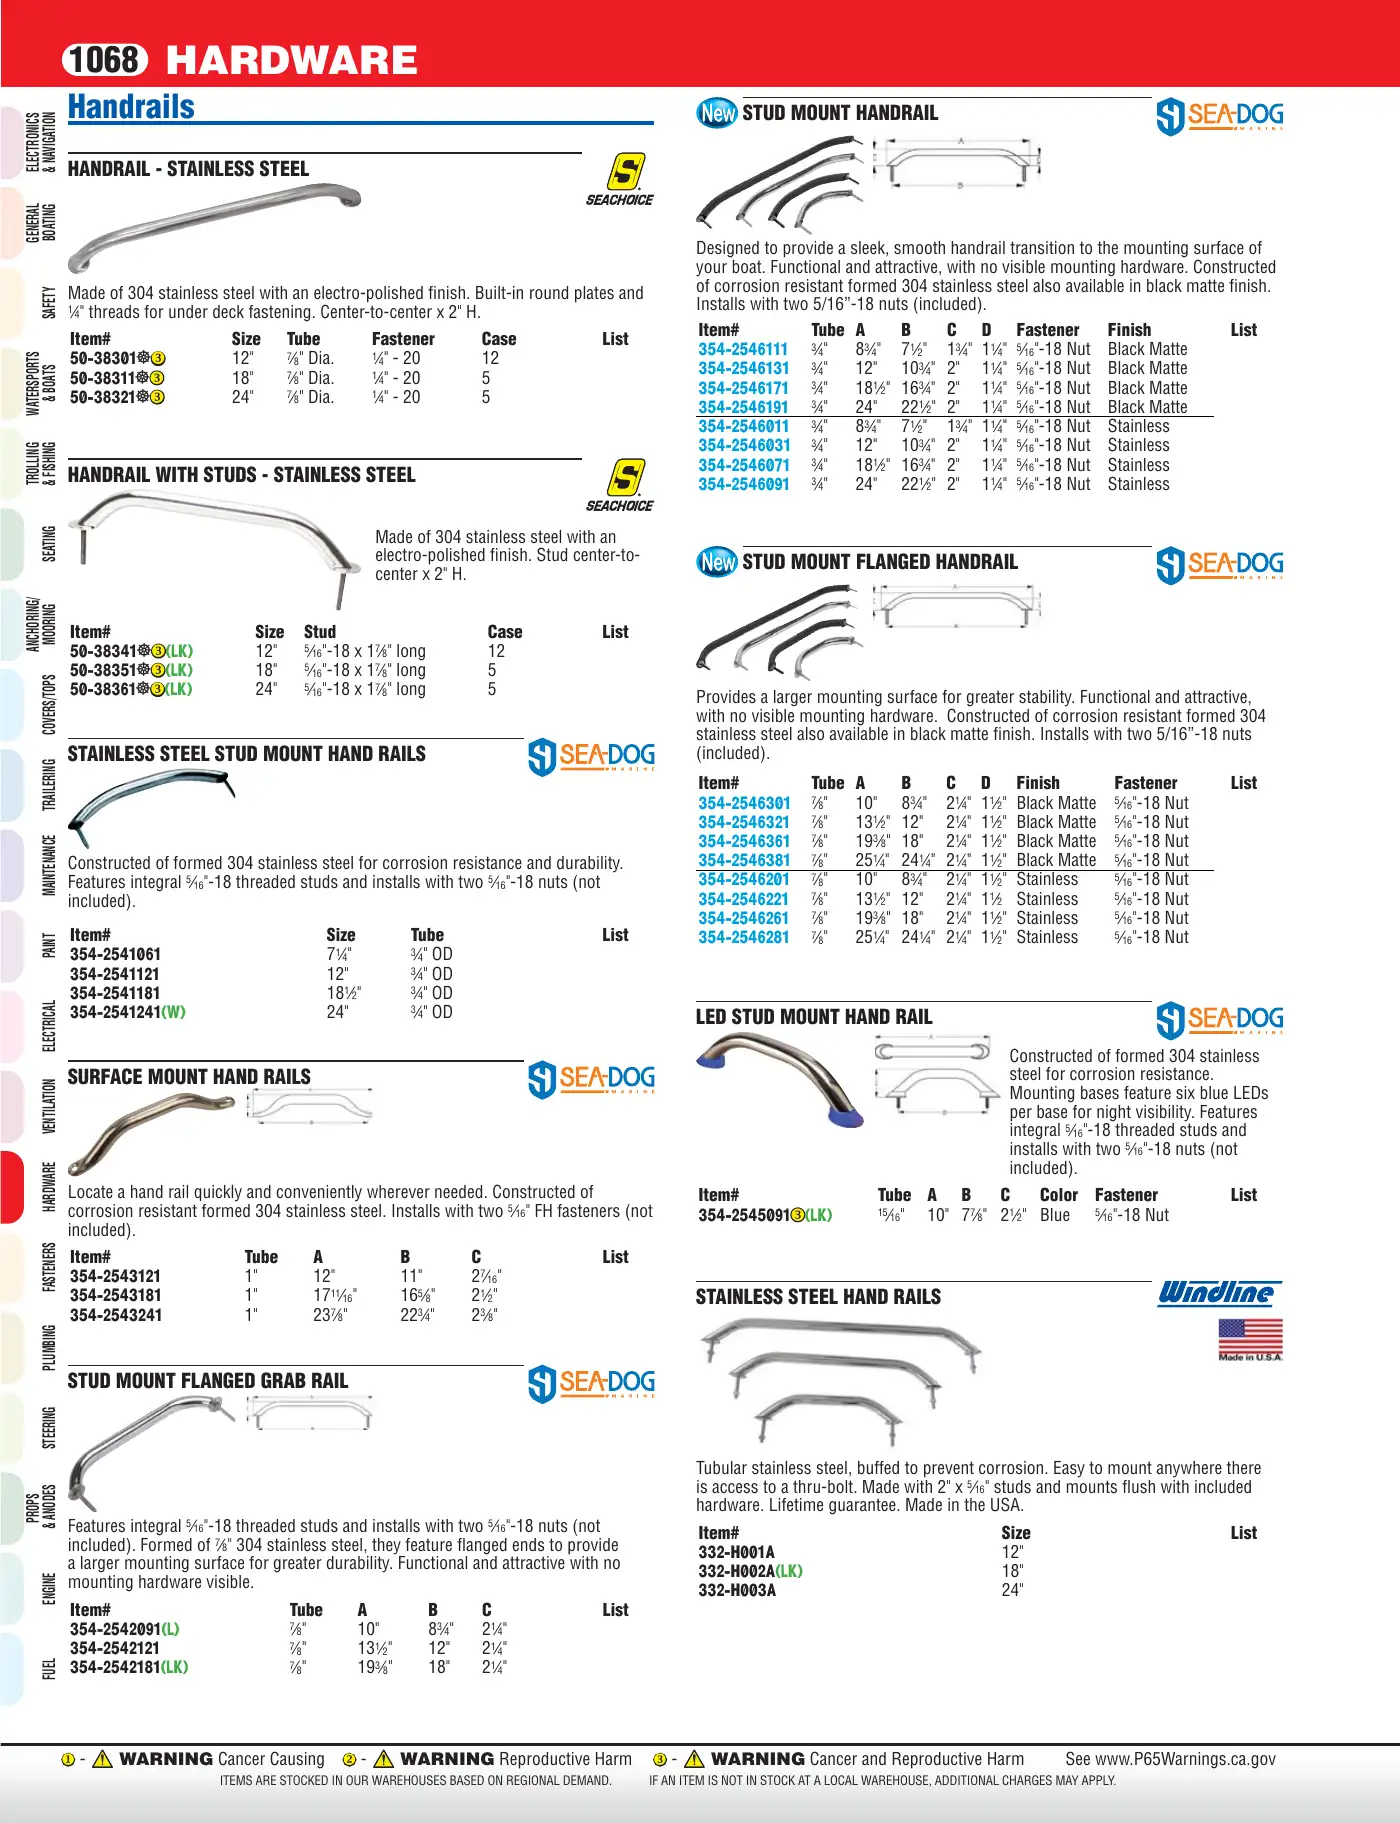 1068 HARDWARE
ELECTRONICS & NAVIGATION
GENERAL BOATING
SAFETY
WATERSPORTS & BOATS
TROLLING & FISHING
SEATING
ANCHORING/ MOORING
COVERS/TOPS
TRAILERING
MAINTENANCE
PAINT
ELECTRICAL
VENTILATION
HARDWARE
FASTENERS
PLUMBING
STEERING
PROPS & ANODES
ENGINE
FUEL
Handrails
HANDRAIL - STAINLESS STEEL
SEACHOICE
Made of 304 stainless steel with an electro-polished finish. Built-in round plates and
¼" threads for under deck fastening. Center-to-center x 2" H.
Item# Size Tube Fastener Case List
50-38301 3 12" ⅞" Dia. ¼" - 20 12
50-38311 3 18" ⅞" Dia. ¼" - 20 5
50-38321 3 24" ⅞" Dia. ¼" - 20 5
HANDRAIL WITH STUDS - STAINLESS STEEL
SEACHOICE
Made of 304 stainless steel with an
electro-polished finish. Stud center-to-
center x 2" H.
Item# Size Stud Case List
50-38341 3 (LK) 12" 5⁄16"-18 x 1⅞" long 12
50-38351 3 (LK) 18" 5⁄16"-18 x 1⅞" long 5
50-38361 3 (LK) 24" 5⁄16"-18 x 1⅞" long 5
STAINLESS STEEL STUD MOUNT HAND RAILS
SEA-DOG MARINE
Constructed of formed 304 stainless steel for corrosion resistance and durability.
Features integral 5⁄16"-18 threaded studs and installs with two 5⁄16"-18 nuts (not
included).
Item# Size Tube List
354-2541061 7¼" ¾" OD
354-2541121 12" ¾" OD
354-2541181 18½" ¾" OD
354-2541241(W) 24" ¾" OD
SURFACE MOUNT HAND RAILS
SEA-DOG MARINE
Locate a hand rail quickly and conveniently wherever needed. Constructed of
corrosion resistant formed 304 stainless steel. Installs with two 5⁄16" FH fasteners (not
included).
Item# Tube A B C List
354-2543121 1" 12" 11" 27⁄16"
354-2543181 1" 1711⁄16" 16⅝" 2½"
354-2543241 1" 23⅞" 22¾" 2⅜"
STUD MOUNT FLANGED GRAB RAIL
SEA-DOG MARINE
Features integral 5⁄16"-18 threaded studs and installs with two 5⁄16"-18 nuts (not
included). Formed of ⅞" 304 stainless steel, they feature flanged ends to provide
a larger mounting surface for greater durability. Functional and attractive with no
mounting hardware visible.
Item# Tube A B C List
354-2542091(L) ⅞" 10" 8¾" 2¼"
354-2542121 ⅞" 13½" 12" 2¼"
354-2542181(LK) ⅞" 19⅜" 18" 2¼"
New STUD MOUNT HANDRAIL
SEA-DOG MARINE
A
B
Designed to provide a sleek, smooth handrail transition to the mounting surface of
your boat. Functional and attractive, with no visible mounting hardware. Constructed
of corrosion resistant formed 304 stainless steel also available in black matte finish.
Installs with two 5/16”-18 nuts (included).
Item# Tube A B C D Fastener Finish List
354-2546111 ¾" 8¾" 7½" 1¾" 1¼" 5⁄16"-18 Nut Black Matte
354-2546131 ¾" 12" 10¾" 2" 1¼" 5⁄16"-18 Nut Black Matte
354-2546171 ¾" 18½" 16¾" 2" 1¼" 5⁄16"-18 Nut Black Matte
354-2546191 ¾" 24" 22½" 2" 1¼" 5⁄16"-18 Nut Black Matte
354-2546011 ¾" 8¾" 7½" 1¾" 1¼" 5⁄16"-18 Nut Stainless
354-2546031 ¾" 12" 10¾" 2" 1¼" 5⁄16"-18 Nut Stainless
354-2546071 ¾" 18½" 16¾" 2" 1¼" 5⁄16"-18 Nut Stainless
354-2546091 ¾" 24" 22½" 2" 1¼" 5⁄16"-18 Nut Stainless
New STUD MOUNT FLANGED HANDRAIL
SEA-DOG MARINE
Provides a larger mounting surface for greater stability. Functional and attractive,
with no visible mounting hardware. Constructed of corrosion resistant formed 304
stainless steel also available in black matte finish. Installs with two 5/16”-18 nuts
(included).
Item# Tube A B C D Finish Fastener List
354-2546301 ⅞" 10" 8¾" 2¼" 1½" Black Matte 5⁄16"-18 Nut
354-2546321 ⅞" 13½" 12" 2¼" 1½" Black Matte 5⁄16"-18 Nut
354-2546361 ⅞" 19⅜" 18" 2¼" 1½" Black Matte 5⁄16"-18 Nut
354-2546381 ⅞" 25¼" 24¼" 2¼" 1½" Black Matte 5⁄16"-18 Nut
354-2546201 ⅞" 10" 8¾" 2¼" 1½" Stainless 5⁄16"-18 Nut
354-2546221 ⅞" 13½" 12" 2¼" 1½ Stainless 5⁄16"-18 Nut
354-2546261 ⅞" 19⅜" 18" 2¼" 1½" Stainless 5⁄16"-18 Nut
354-2546281 ⅞" 25¼" 24¼" 2¼" 1½" Stainless 5⁄16"-18 Nut
LED STUD MOUNT HAND RAIL
SEA-DOG MARINE
Constructed of formed 304 stainless
steel for corrosion resistance.
Mounting bases feature six blue LEDs
per base for night visibility. Features
integral 5⁄16"-18 threaded studs and
installs with two 5⁄16"-18 nuts (not
included).
Item# Tube A B C Color Fastener List
354-2545091 3 (LK) 15⁄16" 10" 7⅞" 2½" Blue 5⁄16"-18 Nut
STAINLESS STEEL HAND RAILS
Windline
Made in U.S.A.
Tubular stainless steel, buffed to prevent corrosion. Easy to mount anywhere there
is access to a thru-bolt. Made with 2" x 5⁄16" studs and mounts flush with included
hardware. Lifetime guarantee. Made in the USA.
Item# Size List
332-H001A 12"
332-H002A(LK) 18"
332-H003A 24"
1 - WARNING Cancer Causing 2 - WARNING Reproductive Harm 3 - WARNING Cancer and Reproductive Harm See www.P65Warnings.ca.gov
ITEMS ARE STOCKED IN OUR WAREHOUSES BASED ON REGIONAL DEMAND. IF AN ITEM IS NOT IN STOCK AT A LOCAL WAREHOUSE, ADDITIONAL CHARGES MAY APPLY.